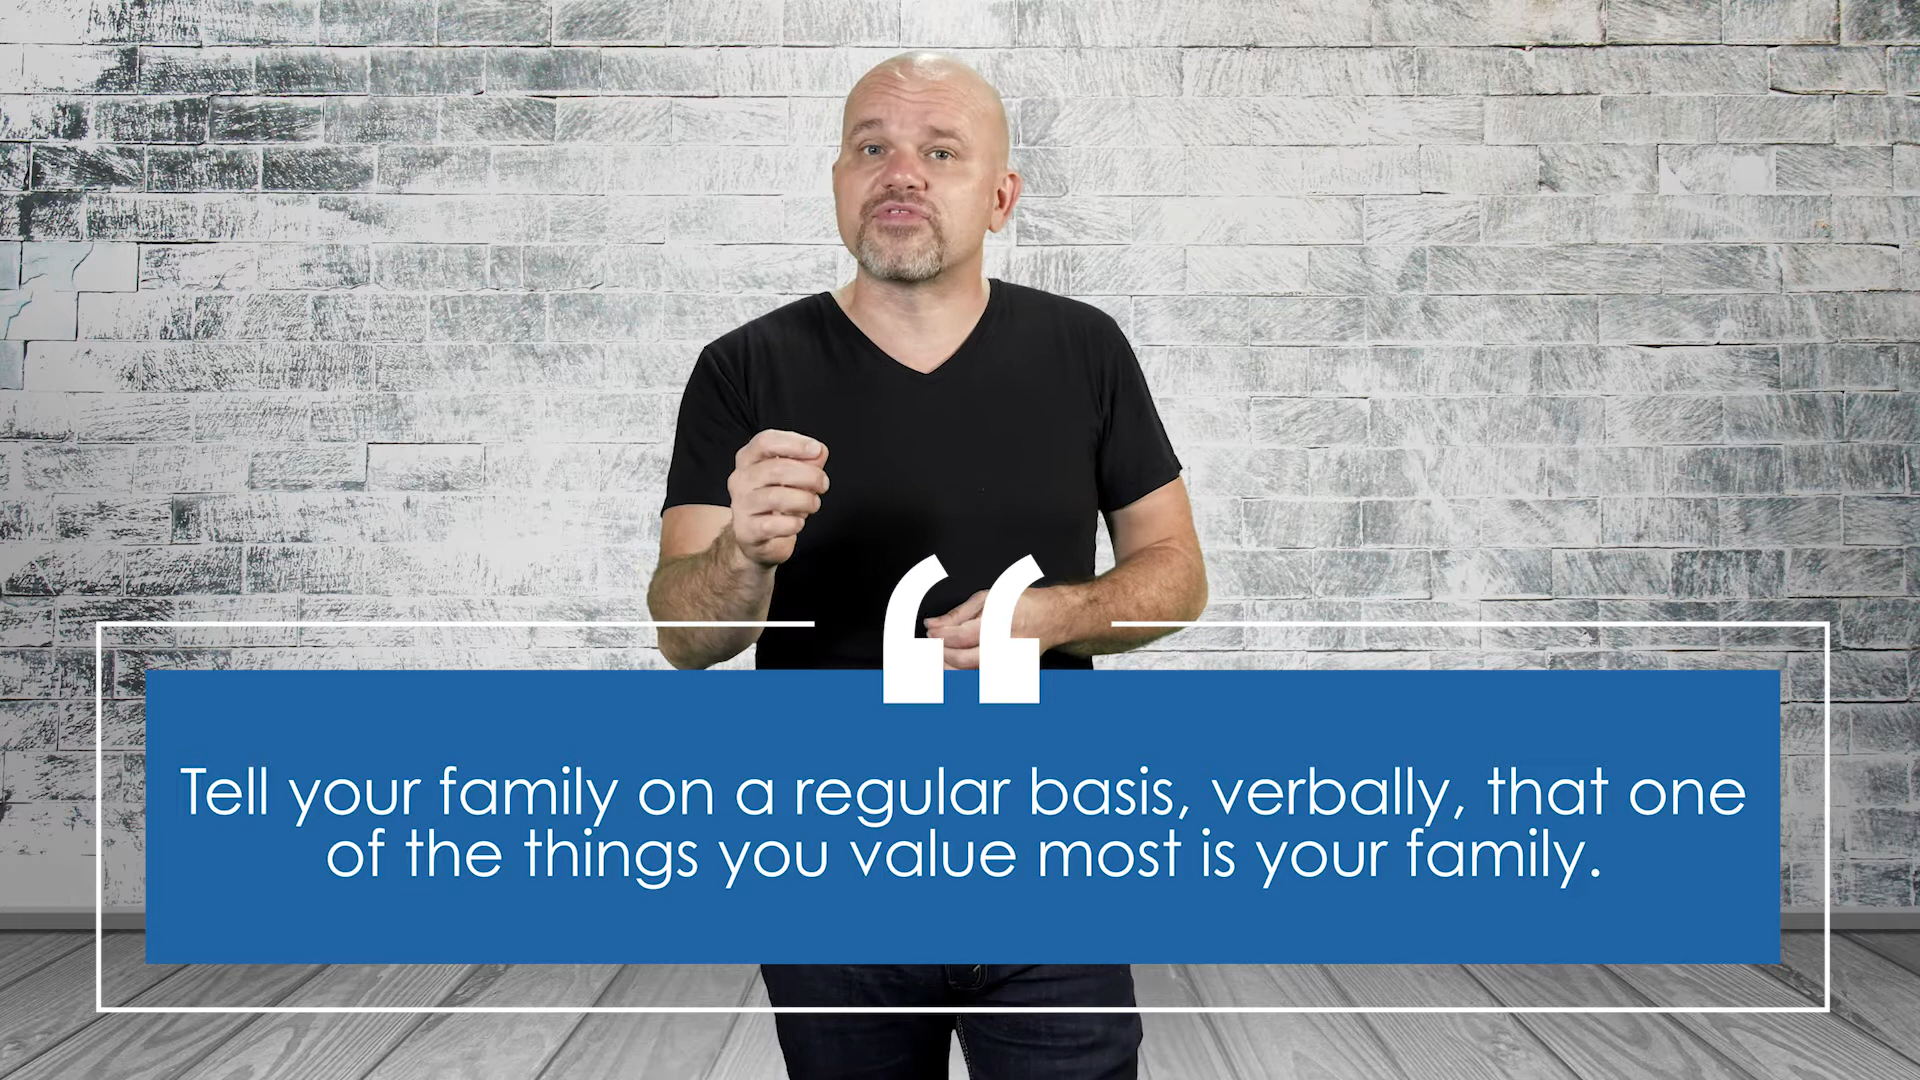 “
Tell your family on a regular basis, verbally, that one
of the things you value most is your family.